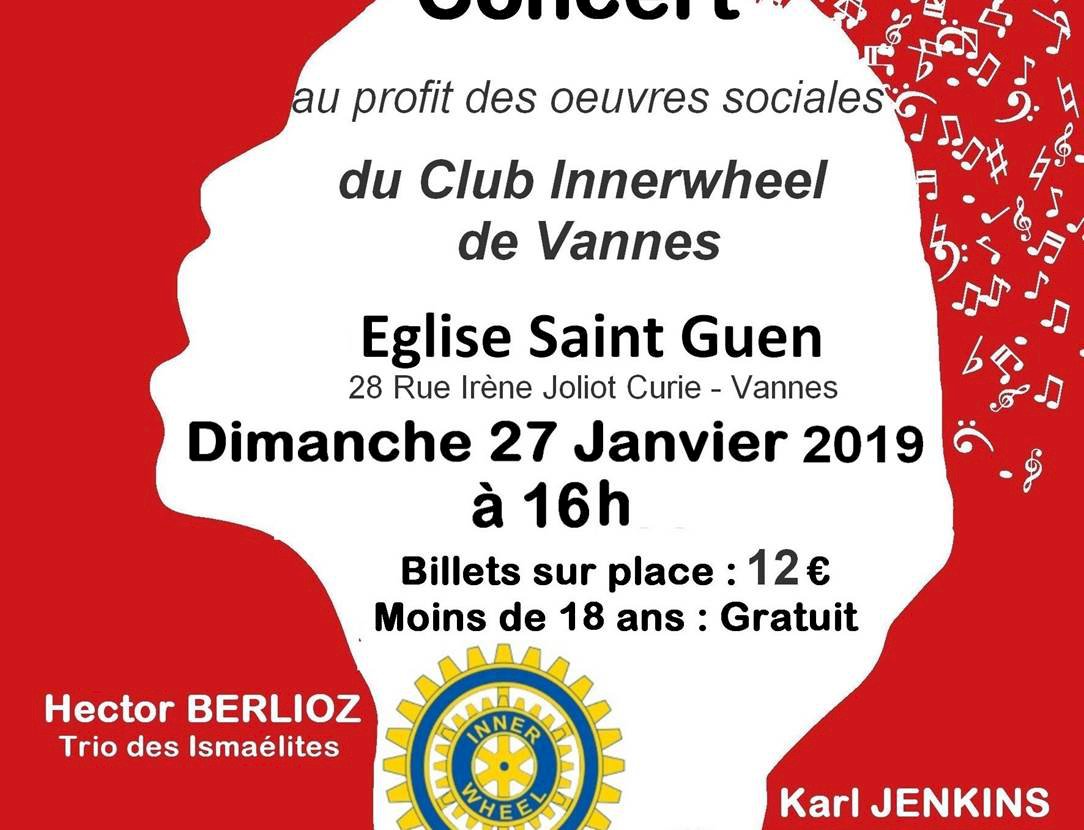 Concert
au profit des oeuvres sociales
du Club Innerwheel
de Vannes
Eglise Saint Guen
28 Rue Irène Joliot Curie - Vannes
Dimanche 27 Janvier 2019
à 16h
Billets sur place : 12 €
Moins de 18 ans : Gratuit
Hector BERLIOZ
Trio des Ismaélites
INNER
WHEEL
Karl JENKINS